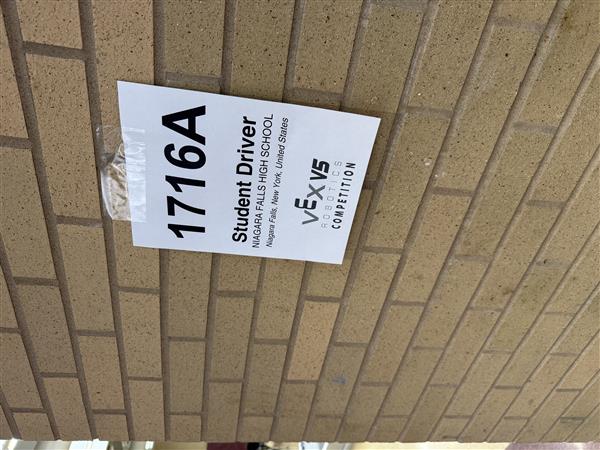 1716A
Student Driver
NIAGARA FALLS HIGH SCHOOL
Niagara Falls, New York, United States
VEX V5
ROBOTICS
COMPETITION